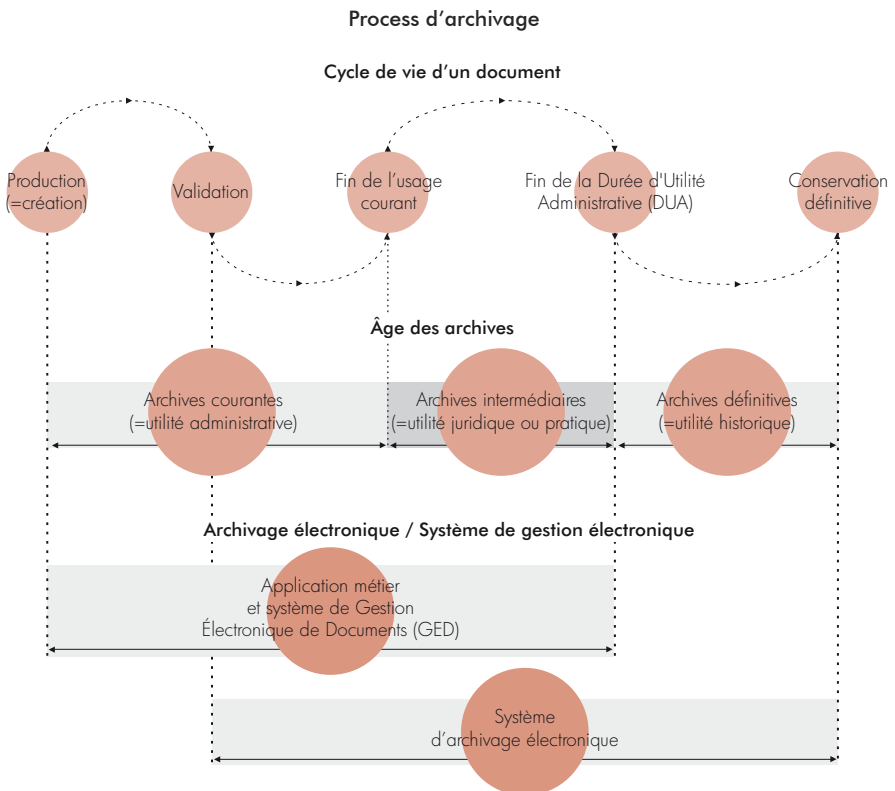 Process d’archivage
Cycle de vie d’un document
Production
(=création)
Validation
Fin de l’usage
courant
Fin de la Durée d'Utilité
Administrative (DUA)
Conservation
définitive
Âge des archives
Archives courantes
(=utilité administrative)
Archives intermédiaires
(=utilité juridique ou pratique)
Archives définitives
(=utilité historique)
Archivage électronique / Système de gestion électronique
Application métier
et système de Gestion
Électronique de Documents (GED)
Système
d’archivage électronique